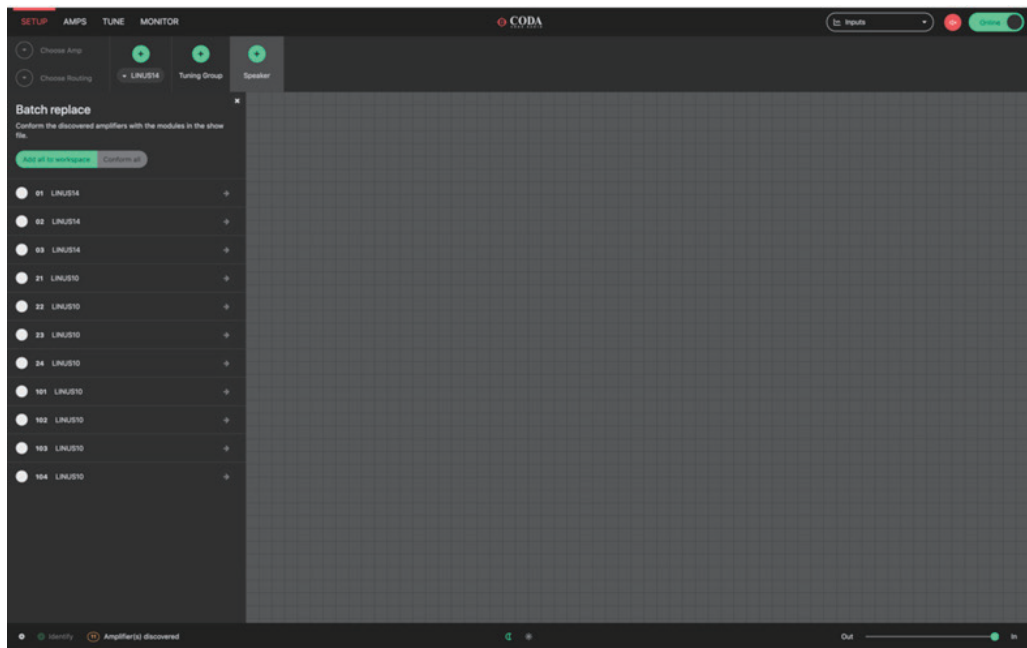 SETUP AMPS TUNE MONITOR
CODA
Inputs
Online
Choose Amp
Choose Routing
LINUS14
Tuning Group
Speaker
Batch replace
Conform the discovered amplifiers with the modules in the show
file.
Add all to workspace Conform all
01 LINUS14
02 LINUS14
03 LINUS14
21 LINUS10
22 LINUS10
23 LINUS10
24 LINUS10
101 LINUS10
102 LINUS10
103 LINUS10
104 LINUS10
Identify 11 Amplifier(s) discovered
Out In